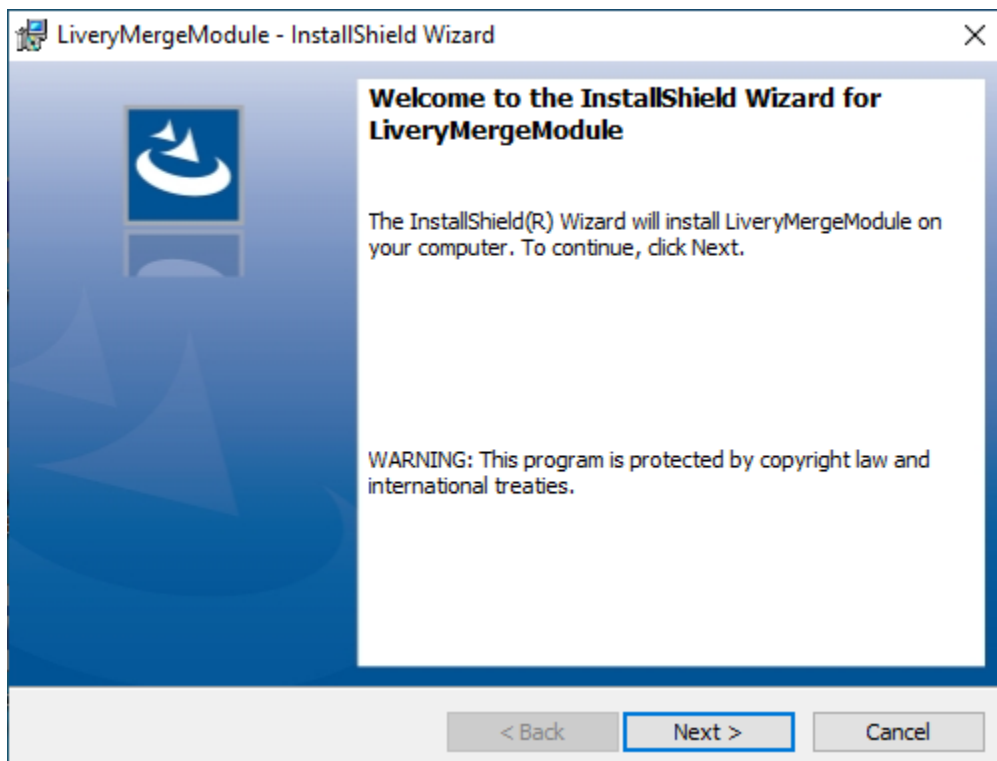 LiveryMergeModule - InstallShield Wizard
Welcome to the InstallShield Wizard for
LiveryMergeModule
The InstallShield(R) Wizard will install LiveryMergeModule on
your computer. To continue, click Next.
WARNING: This program is protected by copyright law and
international treaties.
< Back
Next >
Cancel